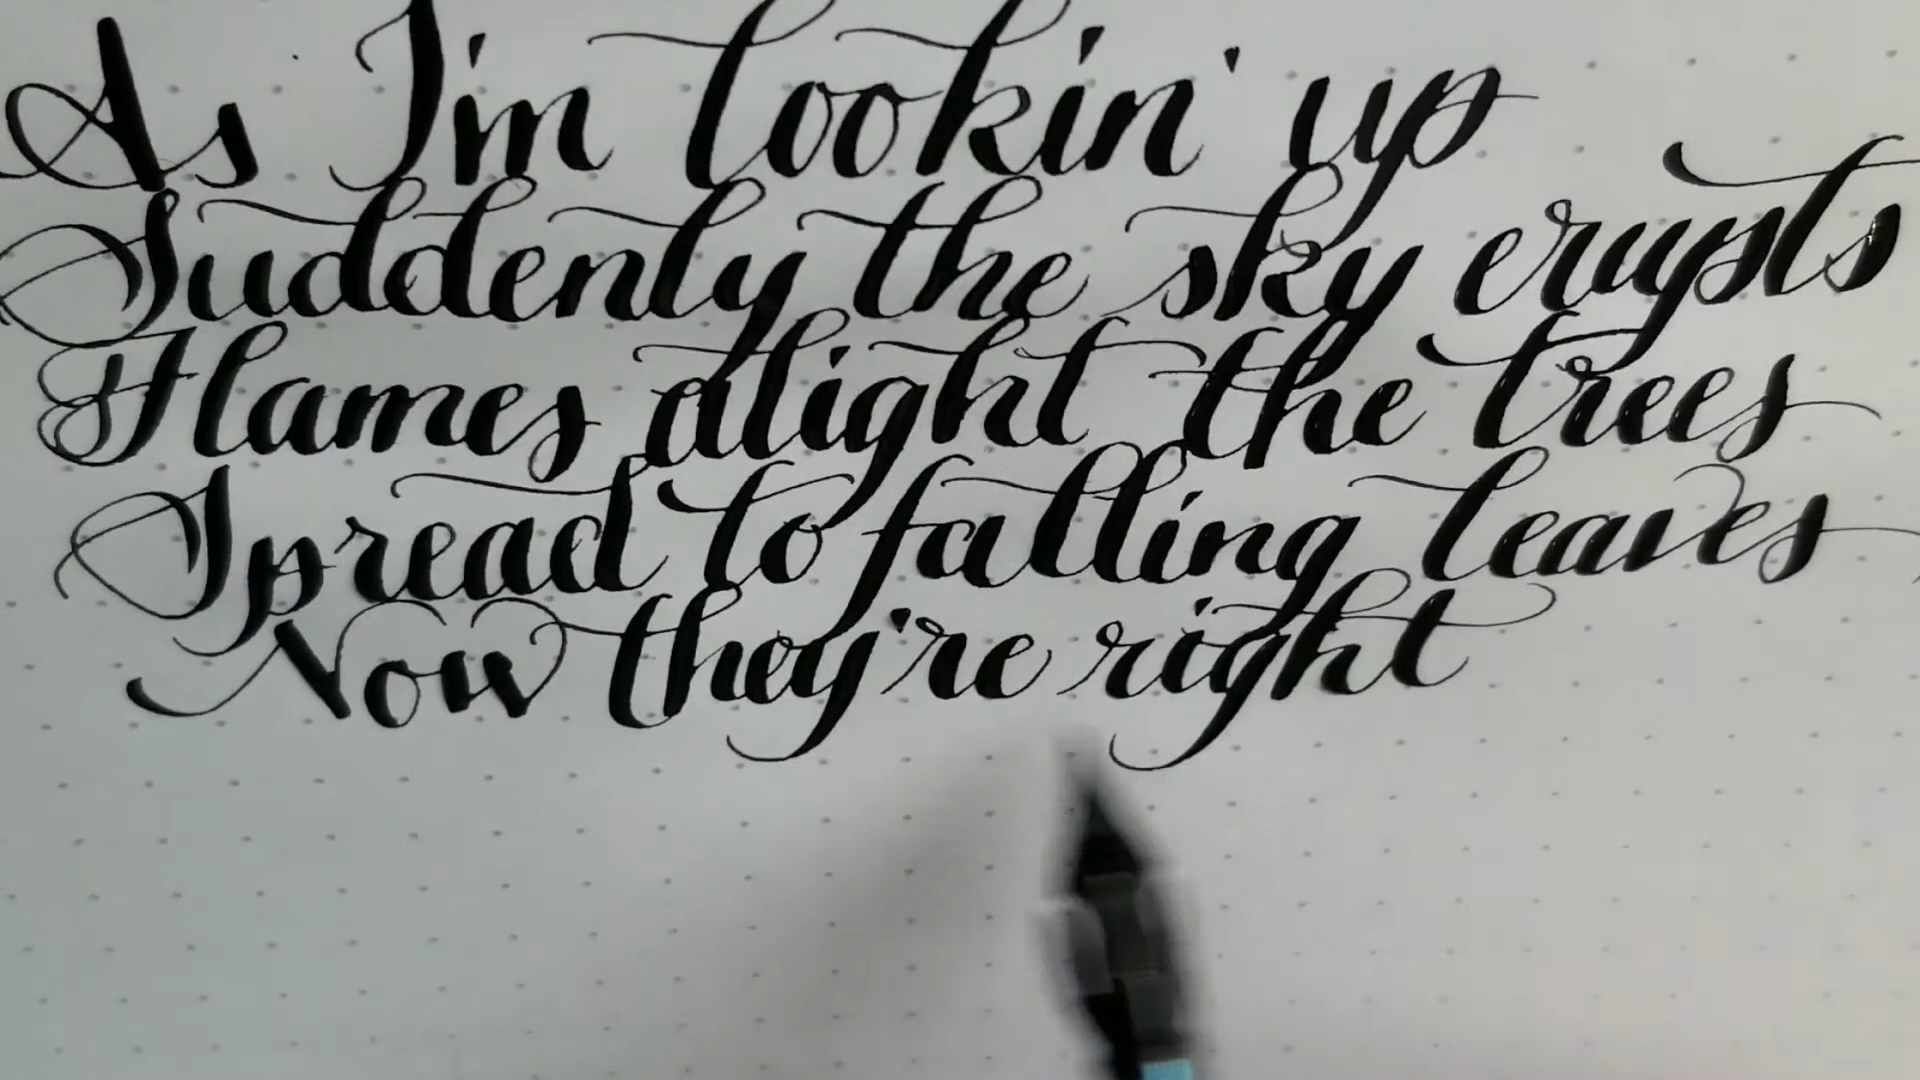 As I'm lookin' up
Suddenly the sky erupts
Flames alight the trees
Spread to falling leaves
Now they're right